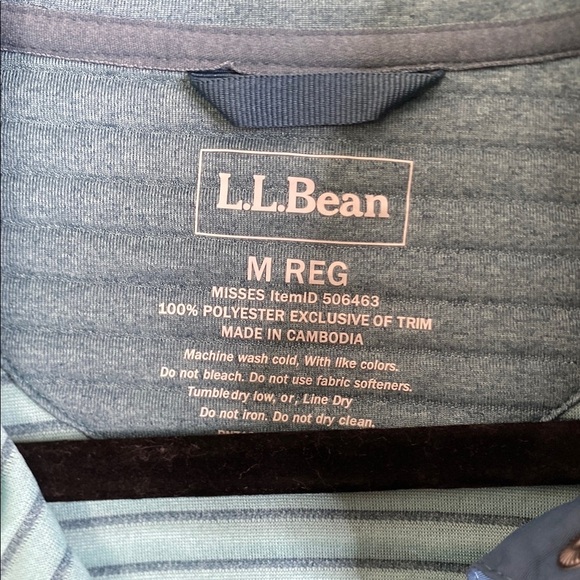 L.L.Bean
M REG
MISSES ItemID 506463
100% POLYESTER EXCLUSIVE OF TRIM
MADE IN CAMBODIA
Machine wash cold, With like colors.
Do not bleach. Do not use fabric softeners.
Tumble dry low, or, Line Dry
Do not iron. Do not dry clean.